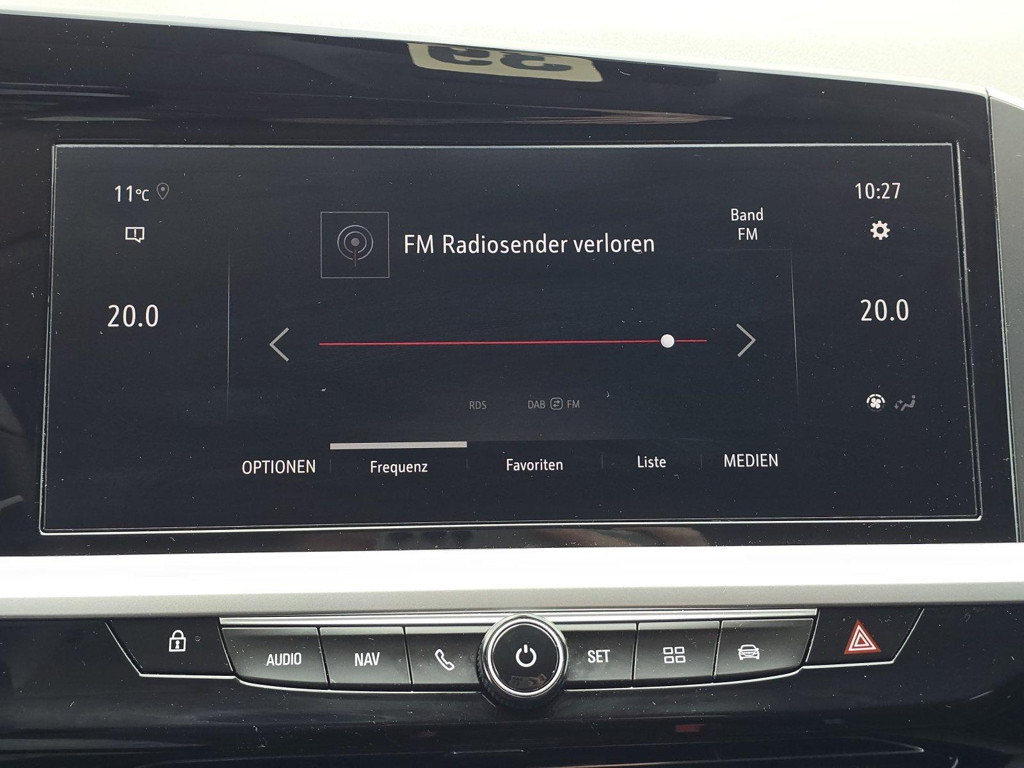 11°C
10:27
FM Radiosender verloren
Band
FM
20.0
20.0
RDS
DAB FM
OPTIONEN
Frequenz
Favoriten
Liste
MEDIEN
AUDIO
NAV
SET